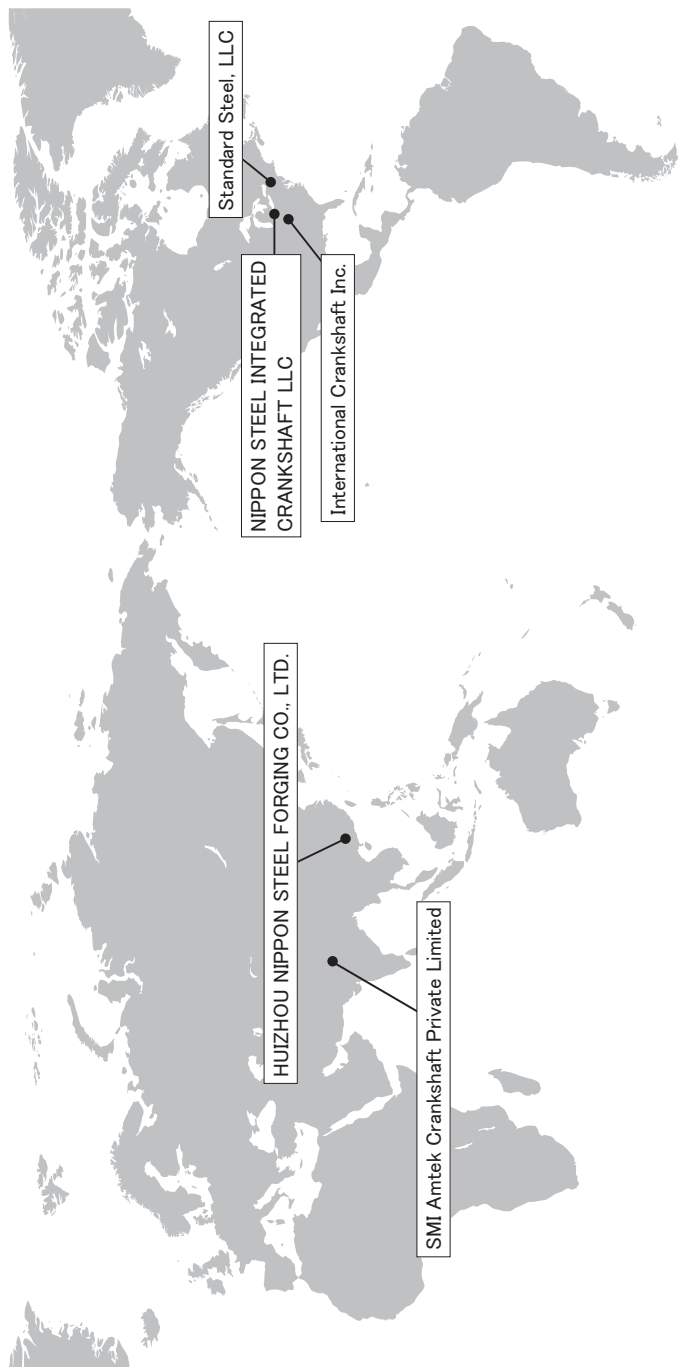 HUIZHOU NIPPON STEEL FORGING CO., LTD.
SMI Amtek Crankshaft Private Limited
Standard Steel, LLC
NIPPON STEEL INTEGRATED
CRANKSHAFT LLC
International Crankshaft Inc.